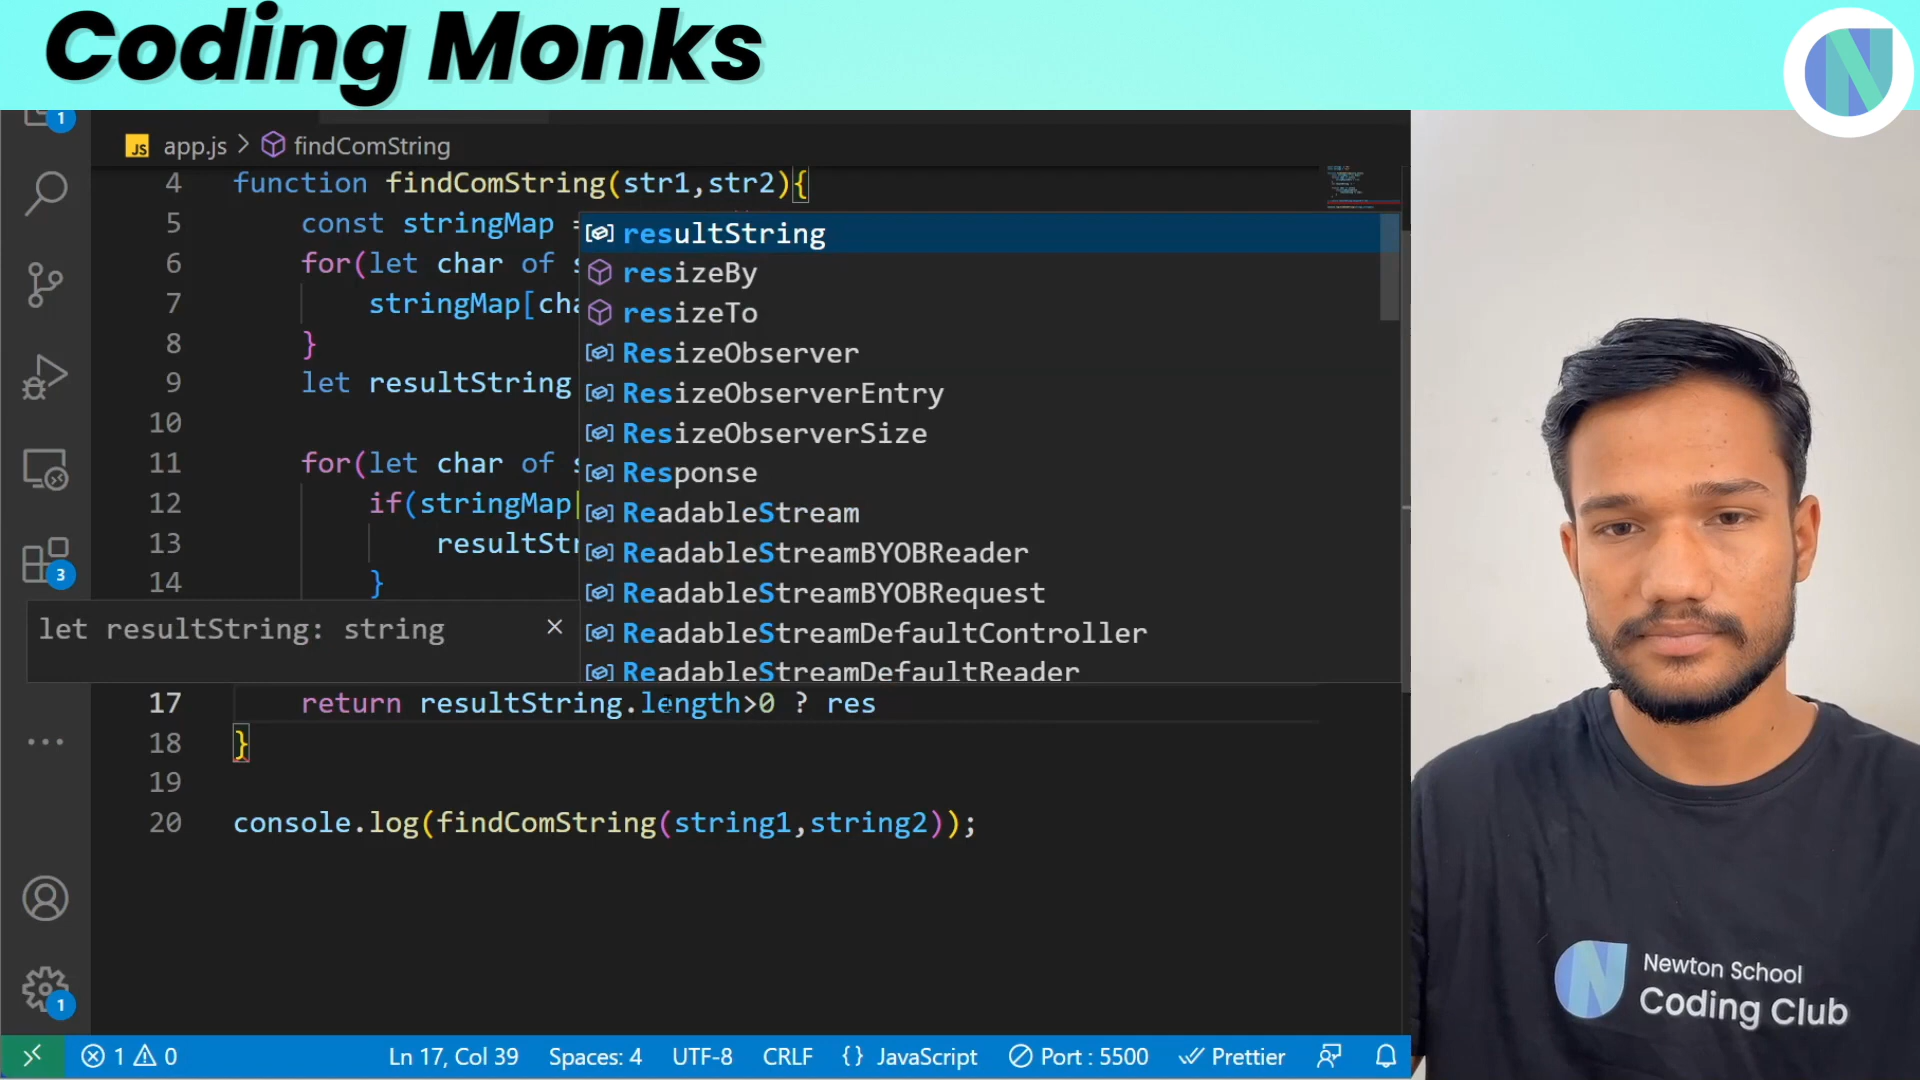 Coding Monks
1
app.js > findComString
4 function findComString(str1,str2){
5 const stringMap =
resultString
6 for(let char of s
resizeBy
7 stringMap[cha
resizeTo
8 }
ResizeObserver
9 let resultString
ResizeObserverEntry
10
ResizeObserverSize
11 for(let char of s
Response
12 if(stringMap[
ReadableStream
13 resultStr
ReadableStreamBYOBReader
3
14 }
ReadableStreamBYOBRequest
let resultString: string ×
ReadableStreamDefaultController
ReadableStreamDefaultReader
17 return resultString.length>0 ? res
18 }
19
20 console.log(findComString(string1,string2));
1
Newton School
Coding Club
1 0 Ln 17, Col 39 Spaces: 4 UTF-8 CRLF {} JavaScript Port : 5500 Prettier